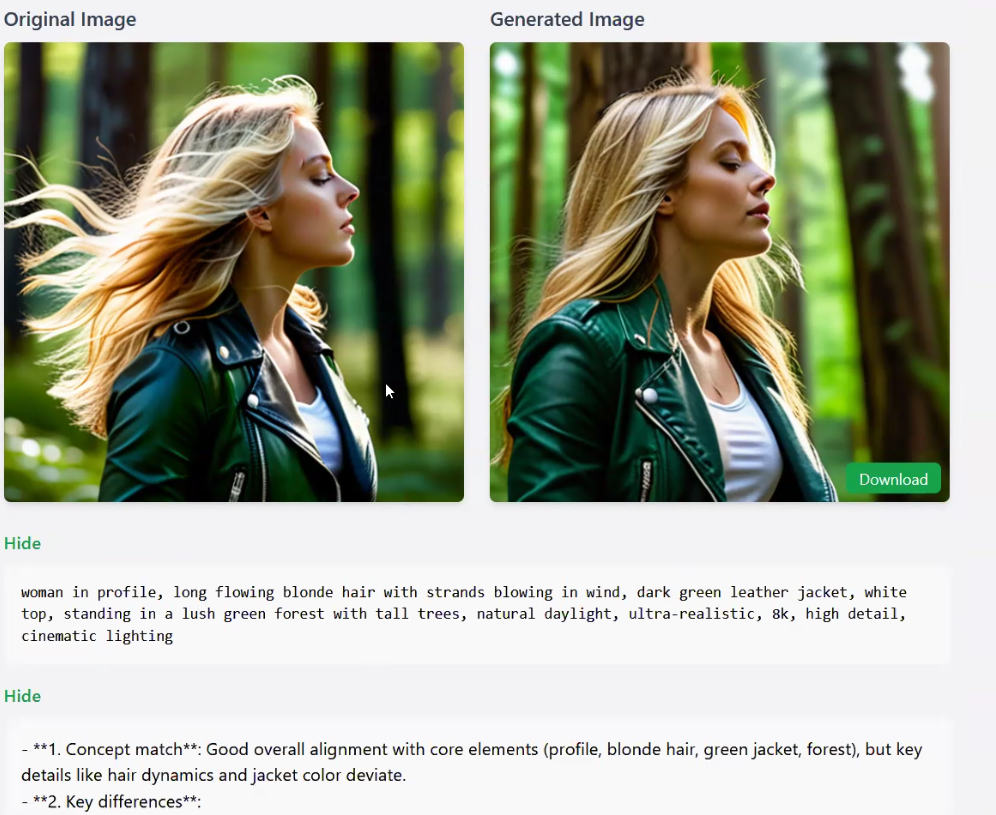 Original Image
Generated Image
Download
Hide
woman in profile, long flowing blonde hair with strands blowing in wind, dark green leather jacket, white
top, standing in a lush green forest with tall trees, natural daylight, ultra-realistic, 8k, high detail,
cinematic lighting
Hide
- **1. Concept match**: Good overall alignment with core elements (profile, blonde hair, green jacket, forest), but key
details like hair dynamics and jacket color deviate.
- **2. Key differences**: